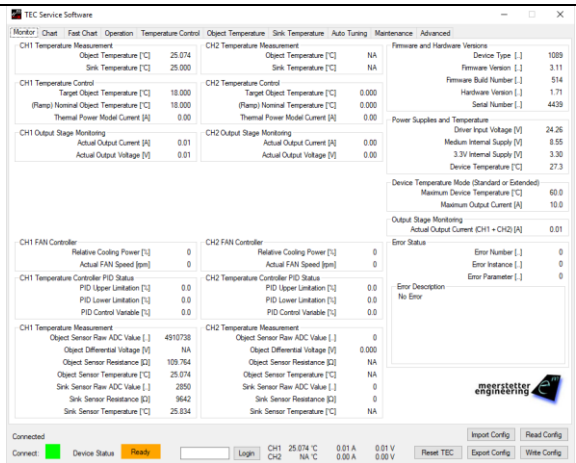 TEC Service Software
Monitor Chart Fast Chart Operation Temperature Control Object Temperature Sink Temperature Auto Tuning Maintenance Advanced
CH1 Temperature Measurement
Object Temperature [°C] 25.074
Sink Temperature [°C] 25.000
CH1 Temperature Control
Target Object Temperature [°C] 18.000
(Ramp) Nominal Object Temperature [°C] 18.000
Thermal Power Model Current [A] 0.00
CH1 Output Stage Monitoring
Actual Output Current [A] 0.01
Actual Output Voltage [V] 0.01
CH1 FAN Controller
Relative Cooling Power [%] 0
Actual FAN Speed [rpm] 0
CH1 Temperature Controller PID Status
PID Upper Limitation [%] 0.0
PID Lower Limitation [%] 0.0
PID Control Variable [%] 0.0
CH1 Temperature Measurement
Object Sensor Raw ADC Value [..] 4910738
Object Differential Voltage [V] NA
Object Sensor Resistance [Ω] 109.764
Object Sensor Temperature [°C] 25.074
Sink Sensor Raw ADC Value [..] 2850
Sink Sensor Resistance [Ω] 9642
Sink Sensor Temperature [°C] 25.834
CH2 Temperature Measurement
Object Temperature [°C] NA
Sink Temperature [°C] NA
CH2 Temperature Control
Target Object Temperature [°C] 0.000
(Ramp) Nominal Temperature [°C] 0.000
Thermal Power Model Current [A] 0.00
CH2 Output Stage Monitoring
Actual Output Current [A] 0.00
Actual Output Voltage [V] 0.00
CH2 FAN Controller
Relative Cooling Power [%] 0
Actual FAN Speed [rpm] 0
CH2 Temperature Controller PID Status
PID Upper Limitation [%] 0.0
PID Lower Limitation [%] 0.0
PID Control Variable [%] 0.0
CH2 Temperature Measurement
Object Sensor Raw ADC Value [..] 0
Object Differential Voltage [V] 0.000
Object Sensor Resistance [Ω] NA
Object Sensor Temperature [°C] NA
Sink Sensor Raw ADC Value [..] 0
Sink Sensor Resistance [Ω] 0
Sink Sensor Temperature [°C] NA
Firmware and Hardware Versions
Device Type [..] 1089
Firmware Version [..] 3.11
Firmware Build Number [..] 514
Hardware Version [..] 1.71
Serial Number [..] 4439
Power Supplies and Temperature
Driver Input Voltage [V] 24.26
Medium Internal Supply [V] 8.55
3.3V Internal Supply [V] 3.30
Device Temperature [°C] 27.3
Device Temperature Mode (Standard or Extended)
Maximum Device Temperature [°C] 60.0
Maximum Output Current [A] 10.0
Output Stage Monitoring
Actual Output Current (CH1 + CH2) [A] 0.01
Error Status
Error Number [..] 0
Error Instance [..] 0
Error Parameter [..] 0
Error Description
No Error
meerstetter
engineering
Connected
Import Config Read Config
Connect: Device Status Ready Login CH1 25.074 °C 0.01 A 0.01 V Reset TEC Export Config Write Config
CH2 NA °C 0.00 A 0.00 V